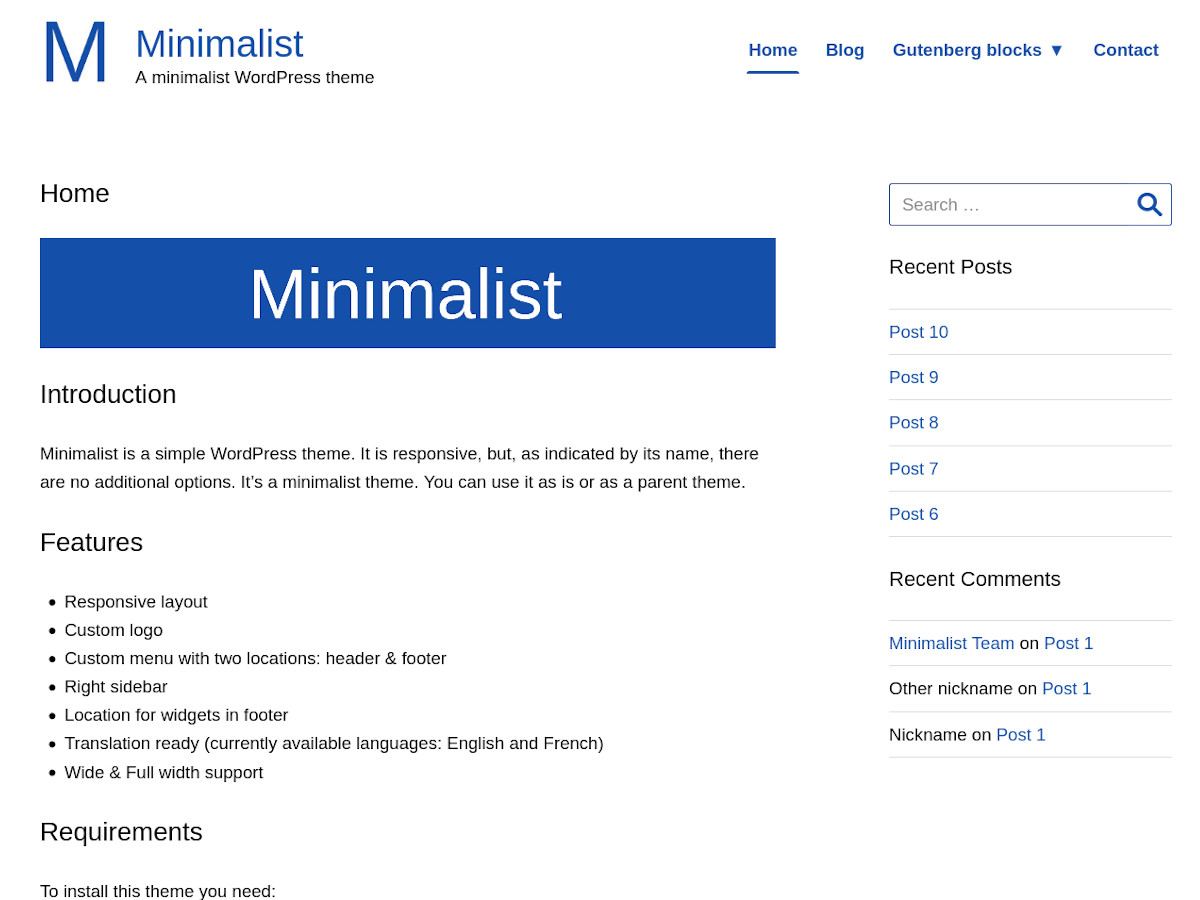 M
Minimalist
A minimalist WordPress theme
Home Blog Gutenberg blocks ▼ Contact
Home
Minimalist
Introduction
Minimalist is a simple WordPress theme. It is responsive, but, as indicated by its name, there
are no additional options. It’s a minimalist theme. You can use it as is or as a parent theme.
Features
• Responsive layout
• Custom logo
• Custom menu with two locations: header & footer
• Right sidebar
• Location for widgets in footer
• Translation ready (currently available languages: English and French)
• Wide & Full width support
Requirements
To install this theme you need:
Search …
Recent Posts
Post 10
Post 9
Post 8
Post 7
Post 6
Recent Comments
Minimalist Team on Post 1
Other nickname on Post 1
Nickname on Post 1